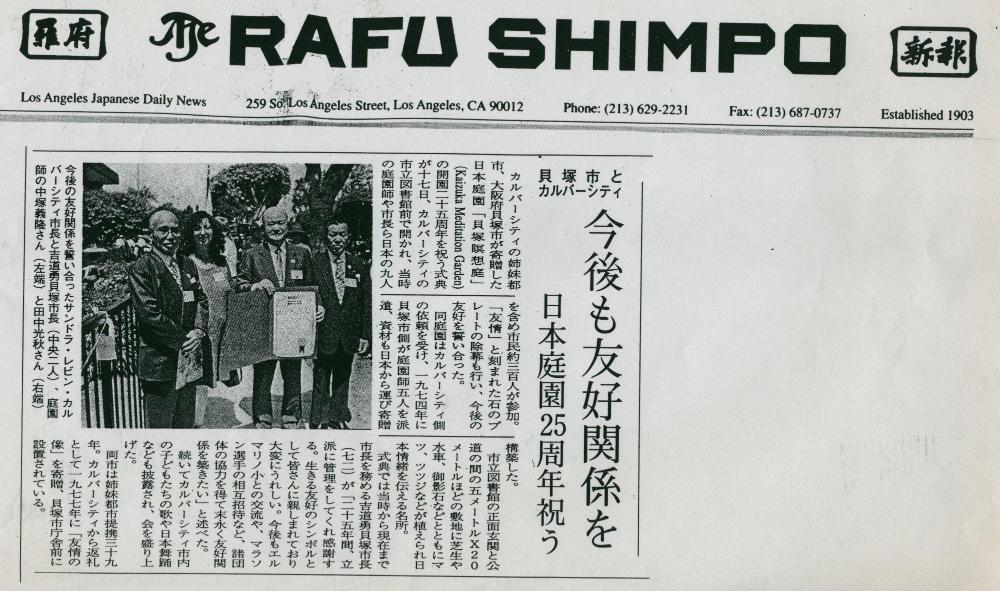 羅府
The RAFU SHIMPO
新報
Los Angeles Japanese Daily News
259 So. Los Angeles Street, Los Angeles, CA 90012
Phone: (213) 629-2231
Fax: (213) 687-0737
Established 1903
貝塚市と
カルバーシティ
今後も友好関係を
日本庭園25周年祝う
カルバーシティの姉妹都
市、大阪府貝塚市が寄贈した
日本庭園「貝塚瞑想庭」
(Kaizuka Meditation Garden)
の開園二十五周年を祝う式典
が十七日、カルバーシティの
市立図書館前で開かれ、当時
の庭園師や市長ら日本の九人
を含め市民約三百人が参加。
「友情」と刻まれた石のプ
レートの除幕も行い、今後の
友好を誓い合った。
同庭園はカルバーシティ側
の依頼を受け、一九七四年に
貝塚市側が庭園師五人を派
遣、資材も日本から運び寄贈
構築した。
市立図書館の正面玄関と公
道の間の五メートルX20
メートルほどの敷地に芝生や
水車、御影石などとともにマ
ツ、ツツジなどが植えられ日
本情緒を伝える名所。
式典では当時から現在まで
市長を務める吉道勇貝塚市長
(七二)が「二十五年間、立
派に管理をしてくれ感謝す
る。生きる友好のシンボルと
して皆さんに親しまれており
大変にうれしい。今後もエル
マリノ小との交流や、マラソ
ン選手の相互招待など、諸団
体の協力を得て末永く友好関
係を築きたい」と述べた。
続いてカルバーシティ市内
の子どもたちの歌や日本舞踊
なども披露され、会を盛り上
げた。
両市は姉妹都市提携三十九
年。カルバーシティから返礼
として一九七七年に「友情の
像」を寄贈、貝塚市庁舎前に
設置されている。
今後の友好関係を誓い合ったサンドラ・レビン・カル
バーシティ市長と吉道勇貝塚市長(中央二人)、庭園
師の中塚義隆さん(左端)と田中光秋さん(右端)